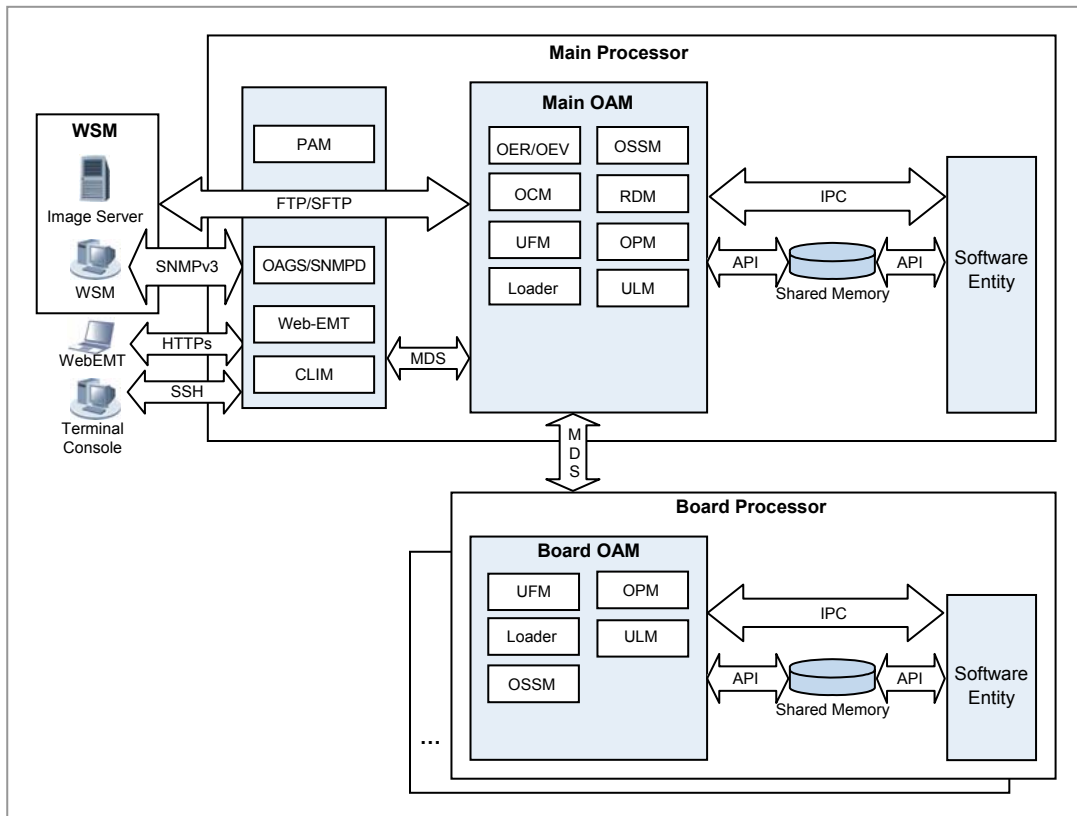 Main Processor
WSM
Image Server
WSM
WebEMT
Terminal
Console
FTP/SFTP
SNMPv3
HTTPs
SSH
PAM
OAGS/SNMPD
Web-EMT
CLIM
MDS
Main OAM
OER/OEV
OSSM
OCM
RDM
UFM
OPM
Loader
ULM
IPC
API
Shared Memory
API
Software
Entity
M
D
S
Board Processor
Board OAM
UFM
OPM
Loader
ULM
OSSM
IPC
API
Shared Memory
API
Software
Entity
...